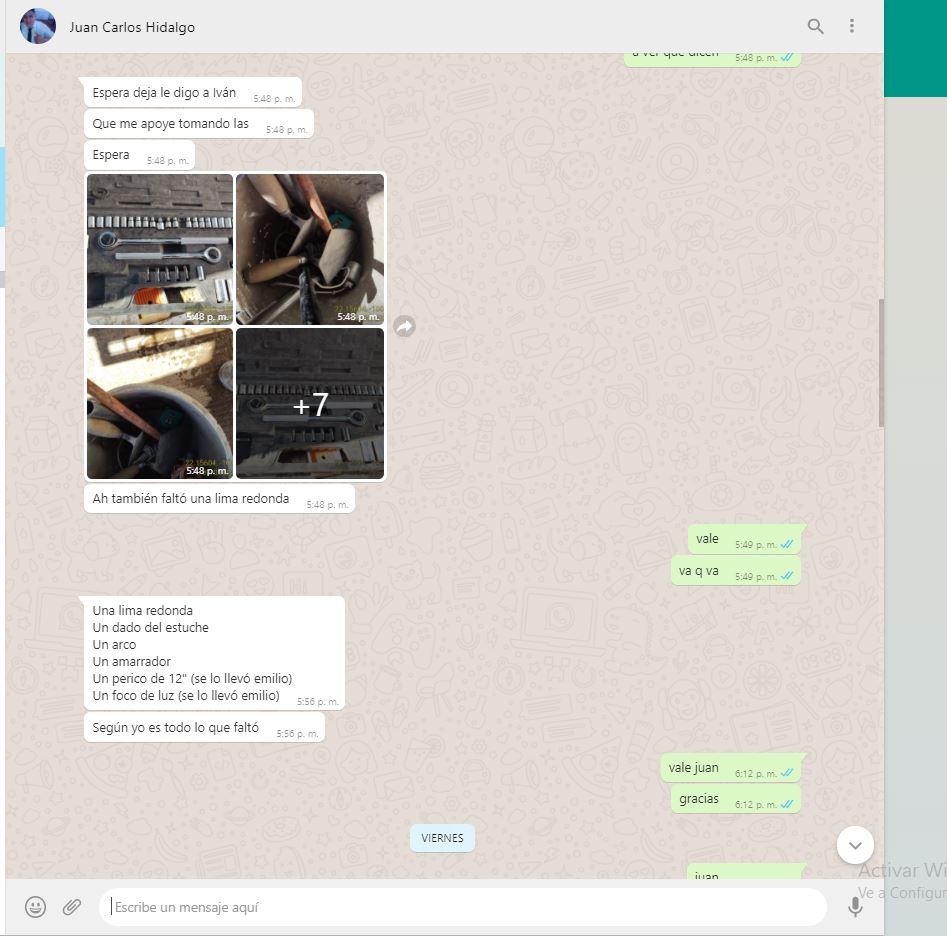 Juan Carlos Hidalgo
a ver que dicen 5:48 p. m.
Espera deja le digo a Iván 5:48 p. m.
Que me apoye tomando las 5:48 p. m.
Espera 5:48 p. m.
5:48 p. m.
5:48 p. m.
5:48 p. m.
+7
Ah también faltó una lima redonda 5:48 p. m.
vale 5:49 p. m.
va q va 5:49 p. m.
Una lima redonda
Un dado del estuche
Un arco
Un amarrador
Un perico de 12" (se lo llevó emilio)
Un foco de luz (se lo llevó emilio) 5:56 p. m.
Según yo es todo lo que faltó 5:56 p. m.
vale juan 6:12 p. m.
gracias 6:12 p. m.
VIERNES
juan
Activar Wi
Ve a Configur
Escribe un mensaje aquí